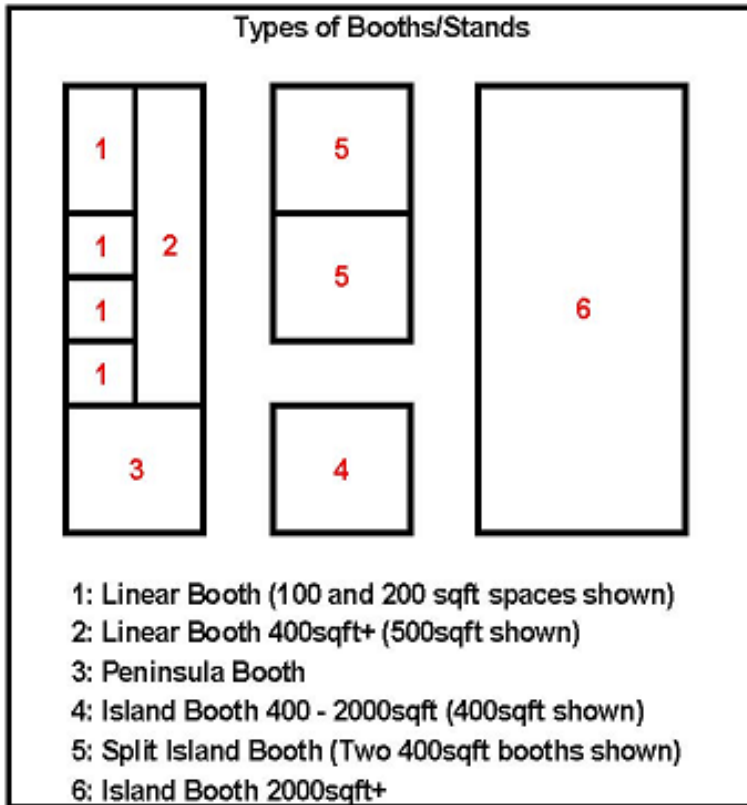 Types of Booths/Stands
1
5
1
2
5
1
6
1
3
4
1: Linear Booth (100 and 200 sqft spaces shown)
2: Linear Booth 400sqft+ (500sqft shown)
3: Peninsula Booth
4: Island Booth 400 - 2000sqft (400sqft shown)
5: Split Island Booth (Two 400sqft booths shown)
6: Island Booth 2000sqft+